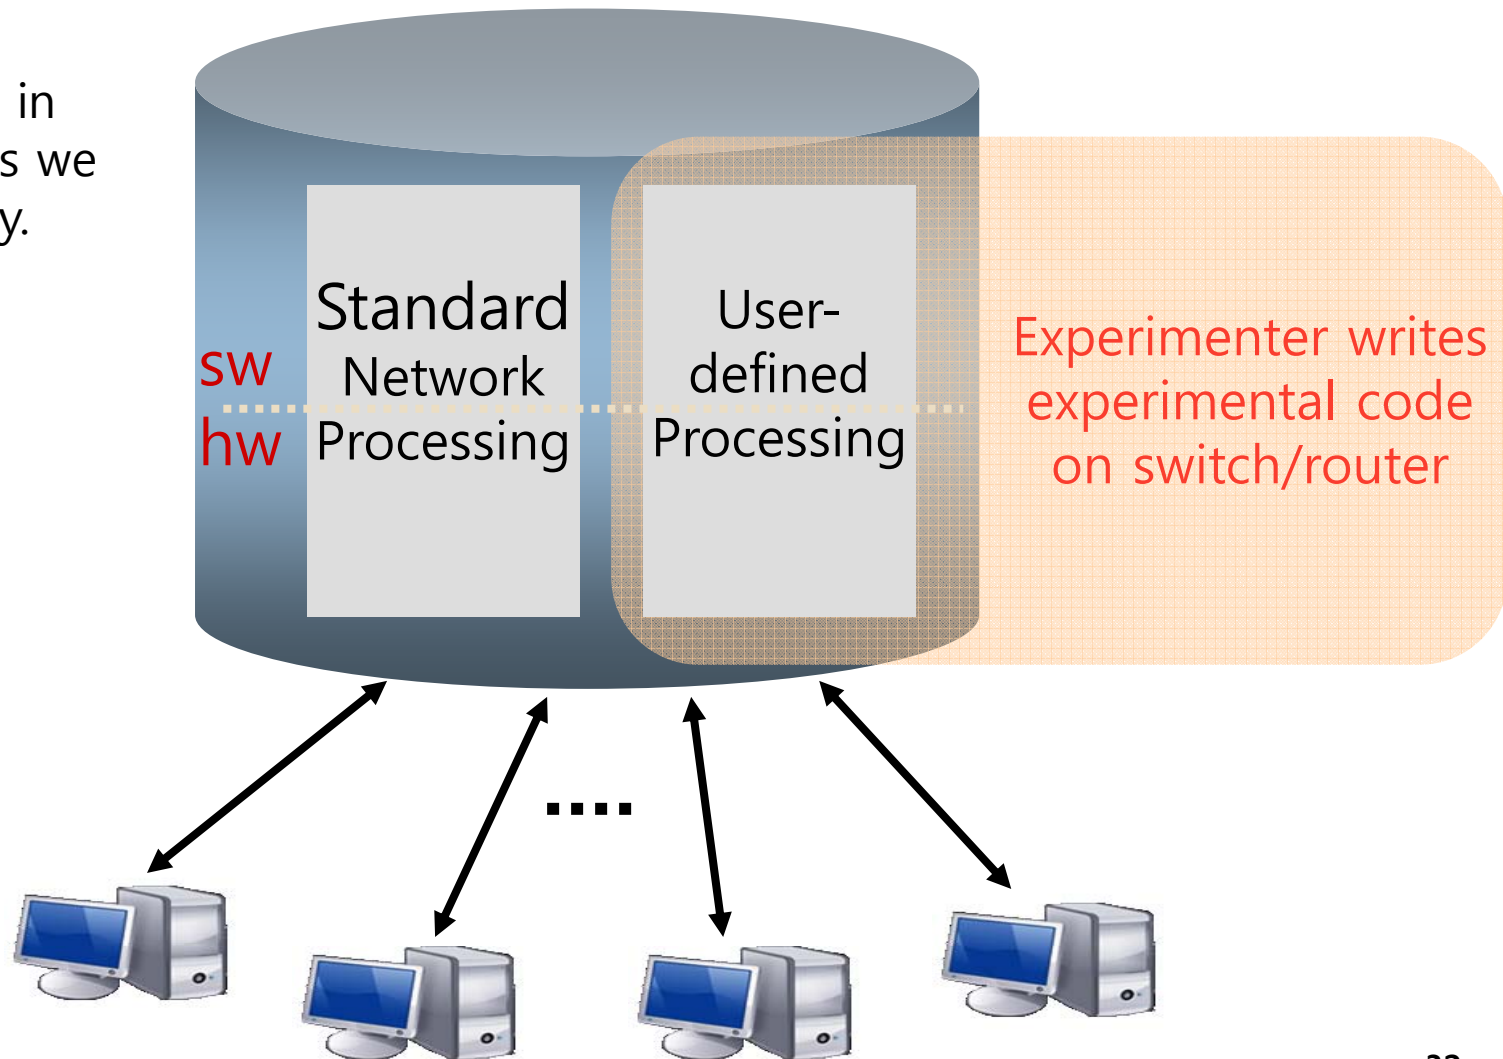 in
s we
y.
Standard
Network
Processing
User-
defined
Processing
sw
hw
Experimenter writes
experimental code
on switch/router
....